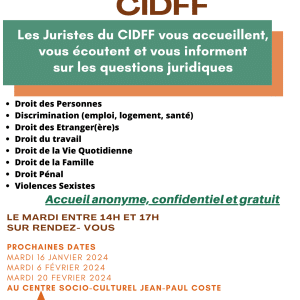 CIDFF
Les Juristes du CIDFF vous accueillent,
vous écoutent et vous informent
sur les questions juridiques
• Droit des Personnes
• Discrimination (emploi, logement, santé)
• Droit des Etranger(ère)s
• Droit du travail
• Droit de la Vie Quotidienne
• Droit de la Famille
• Droit Pénal
• Violences Sexistes
Accueil anonyme, confidentiel et gratuit
LE MARDI ENTRE 14H ET 17H
SUR RENDEZ- VOUS
PROCHAINES DATES
MARDI 16 JANVIER 2024
MARDI 6 FÉVRIER 2024
MARDI 20 FEVRIER 2024
AU CENTRE SOCIO-CULTUREL JEAN-PAUL COSTE